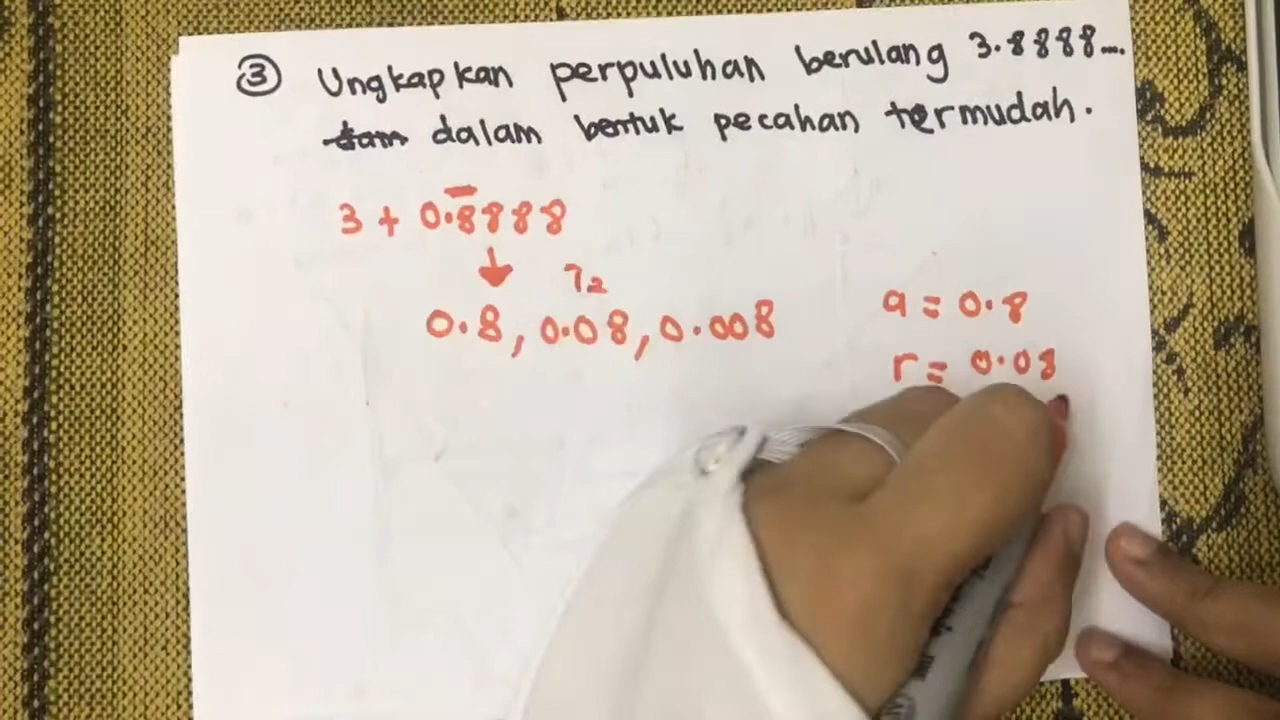 ③ Ungkapkan perpuluhan berulang 3.8888....
dalam bentuk pecahan termudah.
3 + 0.8888
T₂
0.8, 0.08, 0.008
a = 0.8
r = 0.08